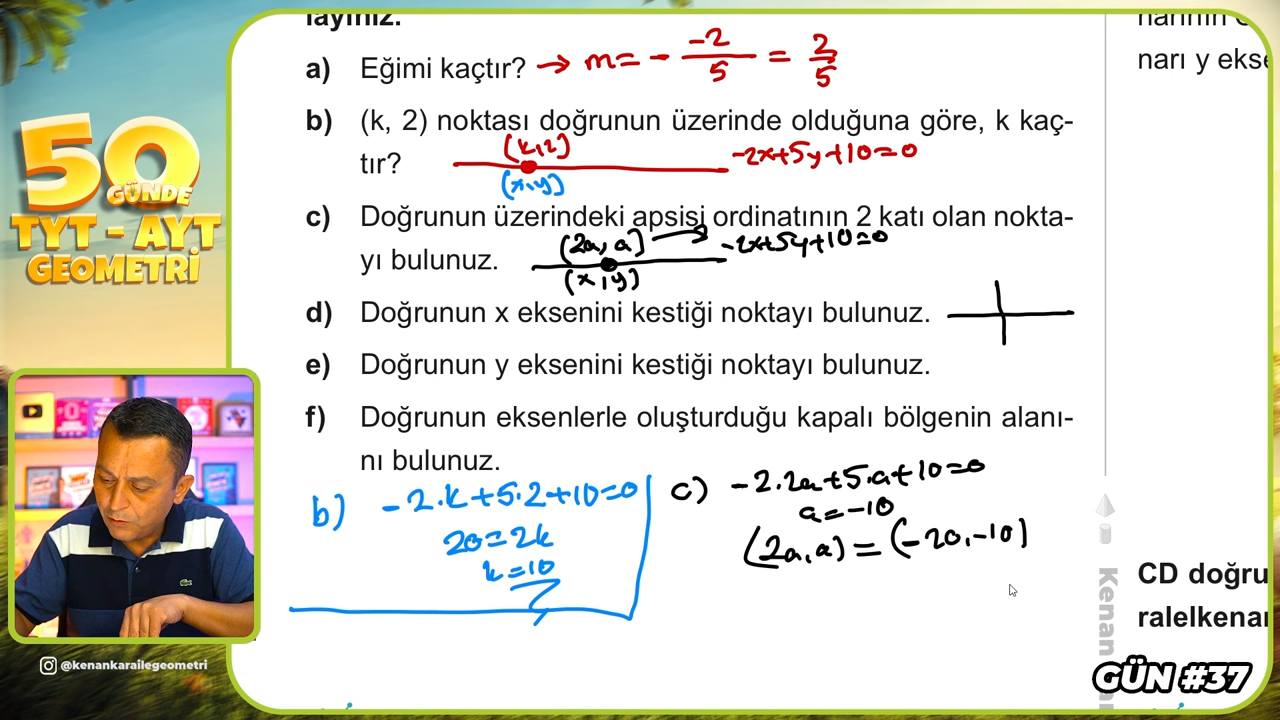 layınız.
a) Eğimi kaçtır? → m = - -2/5 = 2/5
b) (k, 2) noktası doğrunun üzerinde olduğuna göre, k kaç-
tır?
(k,2)
-2x+5y+10=0
(x,y)
c) Doğrunun üzerindeki apsisi ordinatının 2 katı olan nokta-
yı bulunuz.
(2a, a) → -2x+5y+10=0
(x,y)
d) Doğrunun x eksenini kestiği noktayı bulunuz.
e) Doğrunun y eksenini kestiği noktayı bulunuz.
f) Doğrunun eksenlerle oluşturduğu kapalı bölgenin alanı-
nı bulunuz.
b) -2.k+5.2+10=0
20=2k
k=10
c) -2.2a+5.a+10=0
a=-10
(2a,a)=(-20,-10)
narı y ekse
CD doğru
ralelkenar
Kenan
50
GÜNDE
TYT - AYT
GEOMETRİ
@kenankarailegeometri
GÜN #37